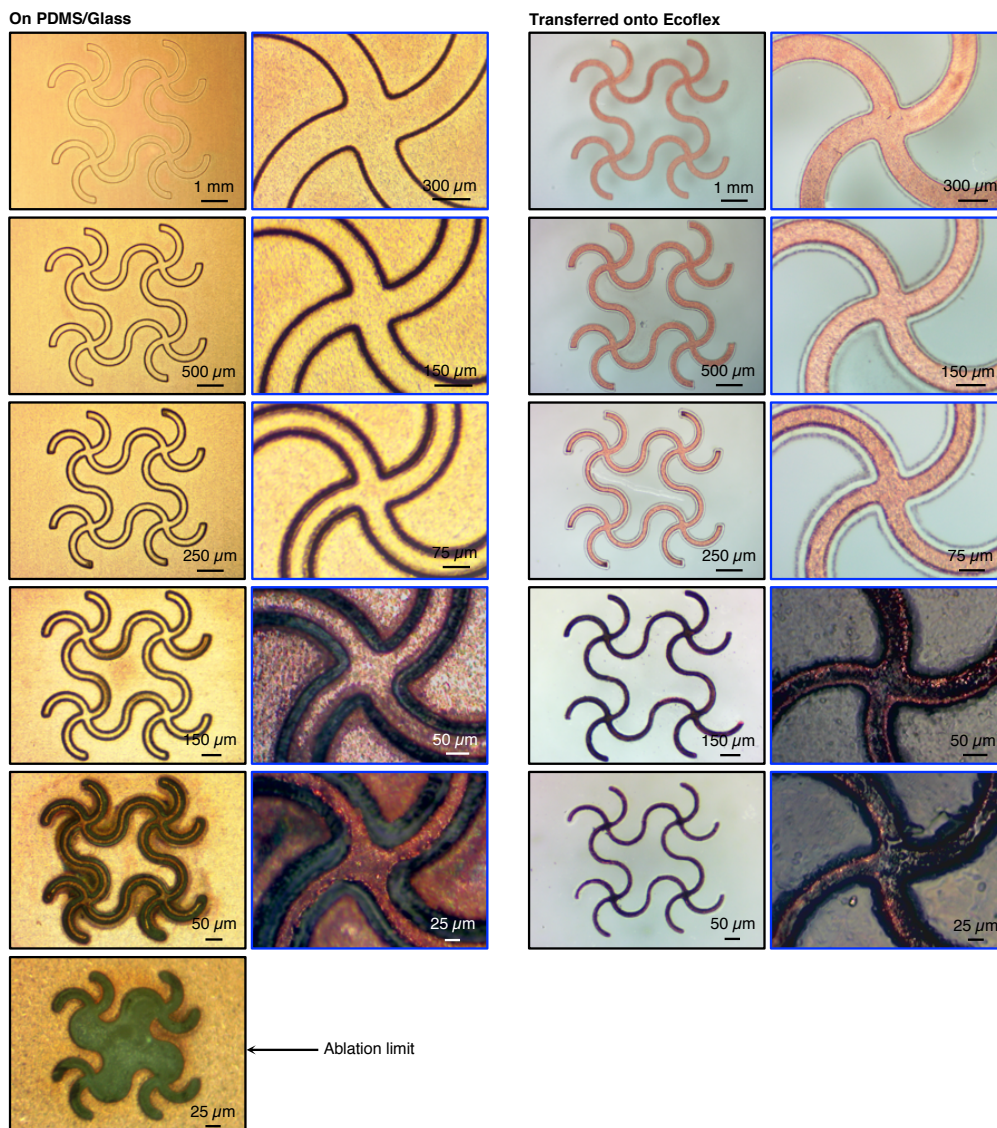 On PDMS/Glass
Transferred onto Ecoflex
1 mm
300 µm
1 mm
300 µm
500 µm
150 µm
500 µm
150 µm
250 µm
75 µm
250 µm
75 µm
150 µm
50 µm
150 µm
50 µm
50 µm
25 µm
50 µm
25 µm
25 µm
Ablation limit